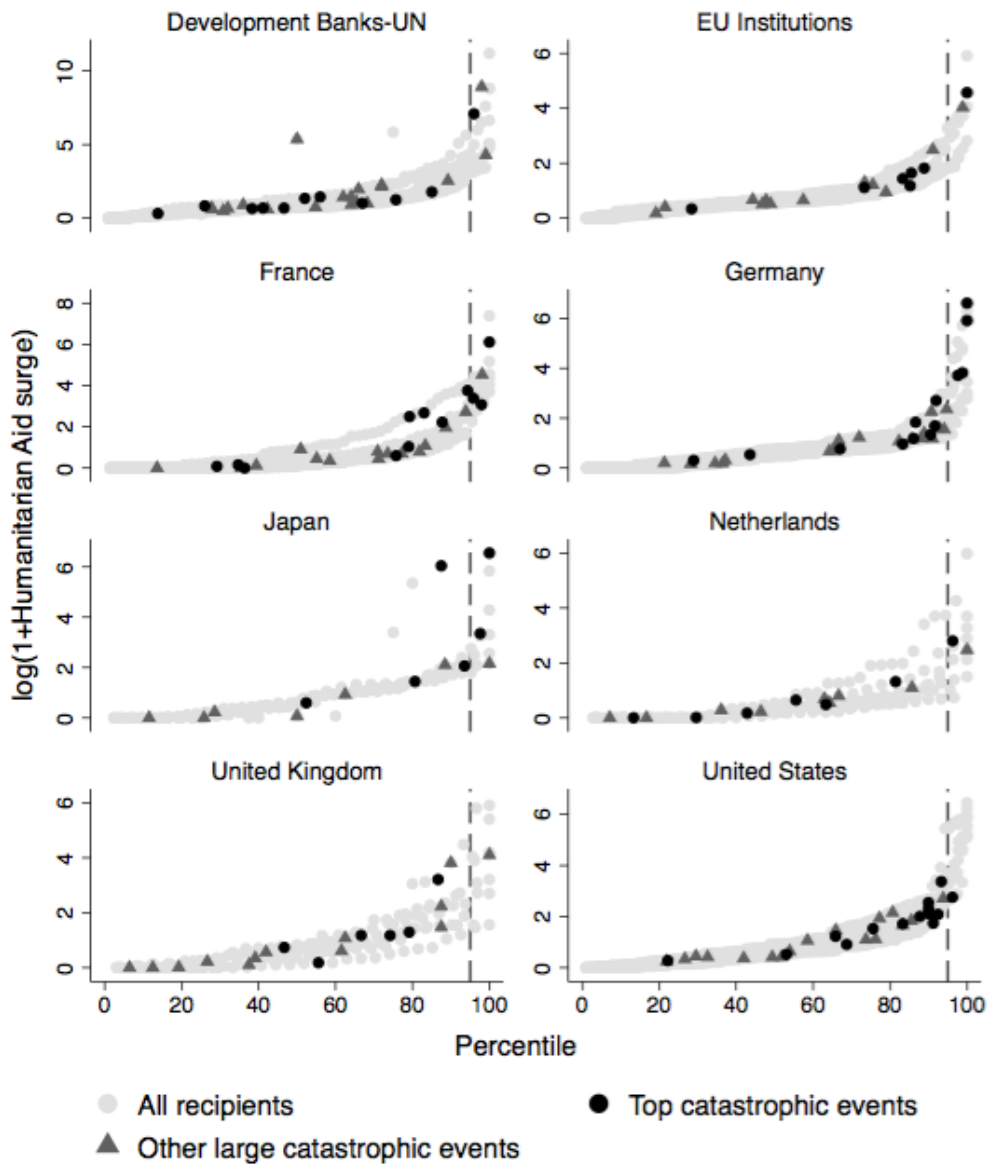 Development Banks-UN
EU Institutions
0 5 10
0 2 4 6
France
Germany
0 2 4 6 8
0 2 4 6
log(1+Humanitarian Aid surge)
Japan
Netherlands
0 2 4 6
0 2 4 6
United Kingdom
United States
0 2 4 6
0 2 4 6
0 20 40 60 80 100
0 20 40 60 80 100
Percentile
All recipients
Top catastrophic events
Other large catastrophic events